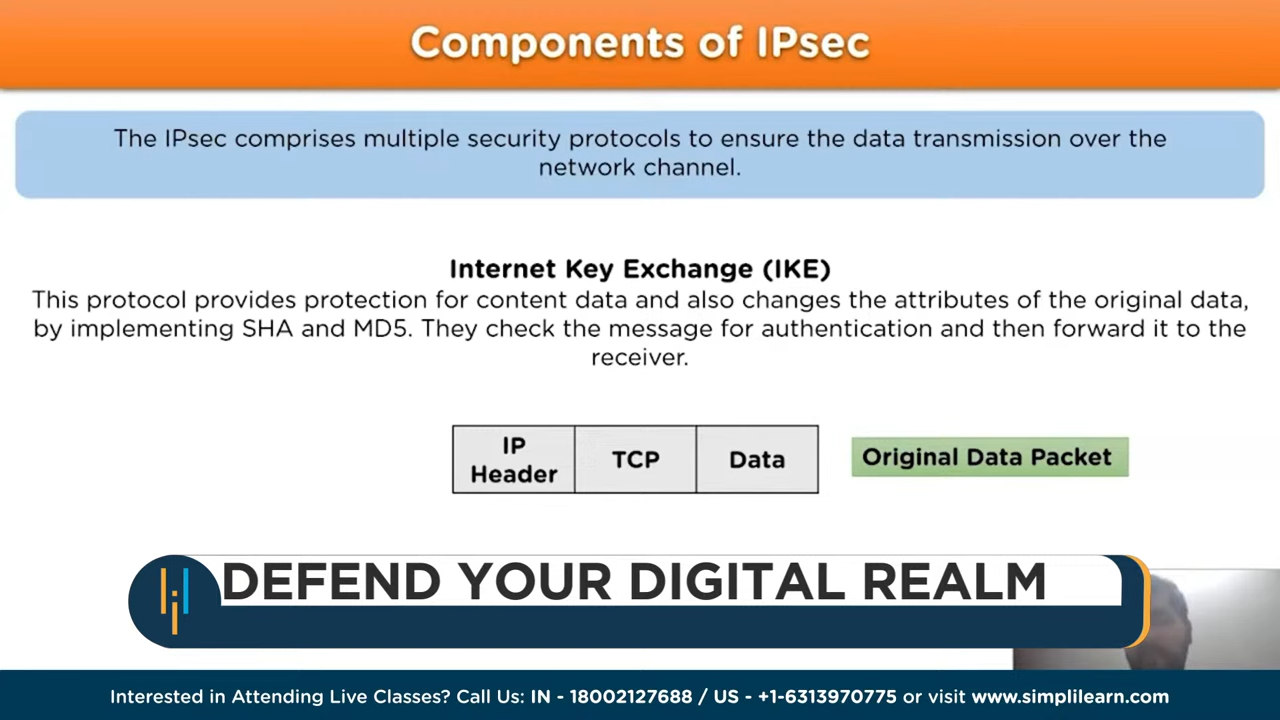 Components of IPsec
The IPsec comprises multiple security protocols to ensure the data transmission over the
network channel.
Internet Key Exchange (IKE)
This protocol provides protection for content data and also changes the attributes of the original data,
by implementing SHA and MD5. They check the message for authentication and then forward it to the
receiver.
IP
Header
TCP
Data
Original Data Packet
DEFEND YOUR DIGITAL REALM
Interested in Attending Live Classes? Call Us: IN - 18002127688 / US - +1-6313970775 or visit www.simplilearn.com